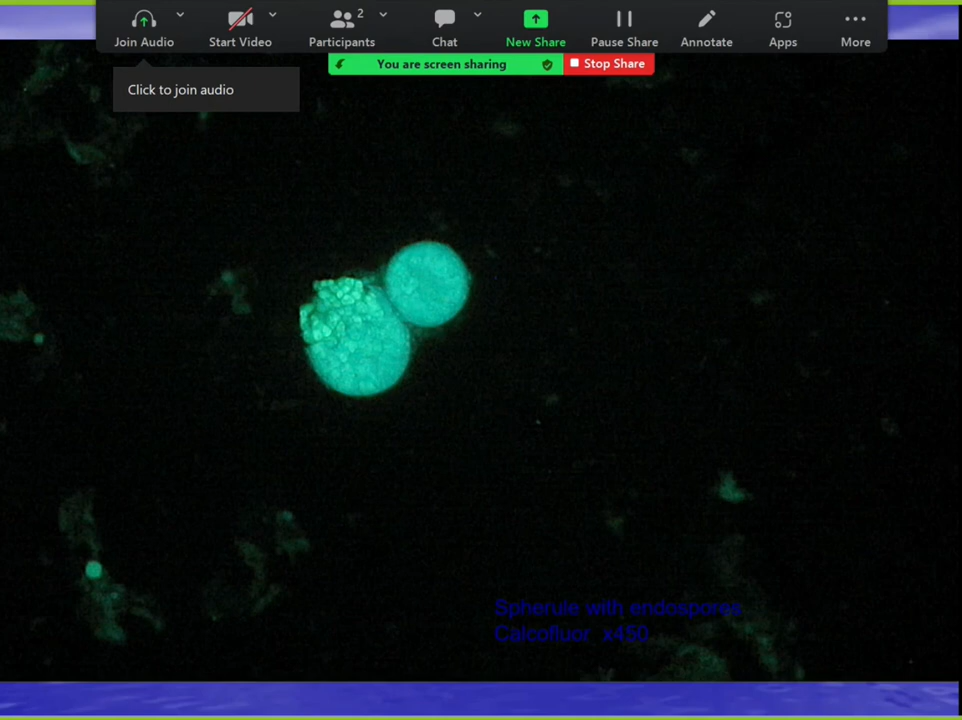 2
Join Audio
Start Video
Participants
Chat
New Share
Pause Share
Annotate
Apps
More
You are screen sharing
Stop Share
Click to join audio
Spherule with endospores
Calcofluor x450